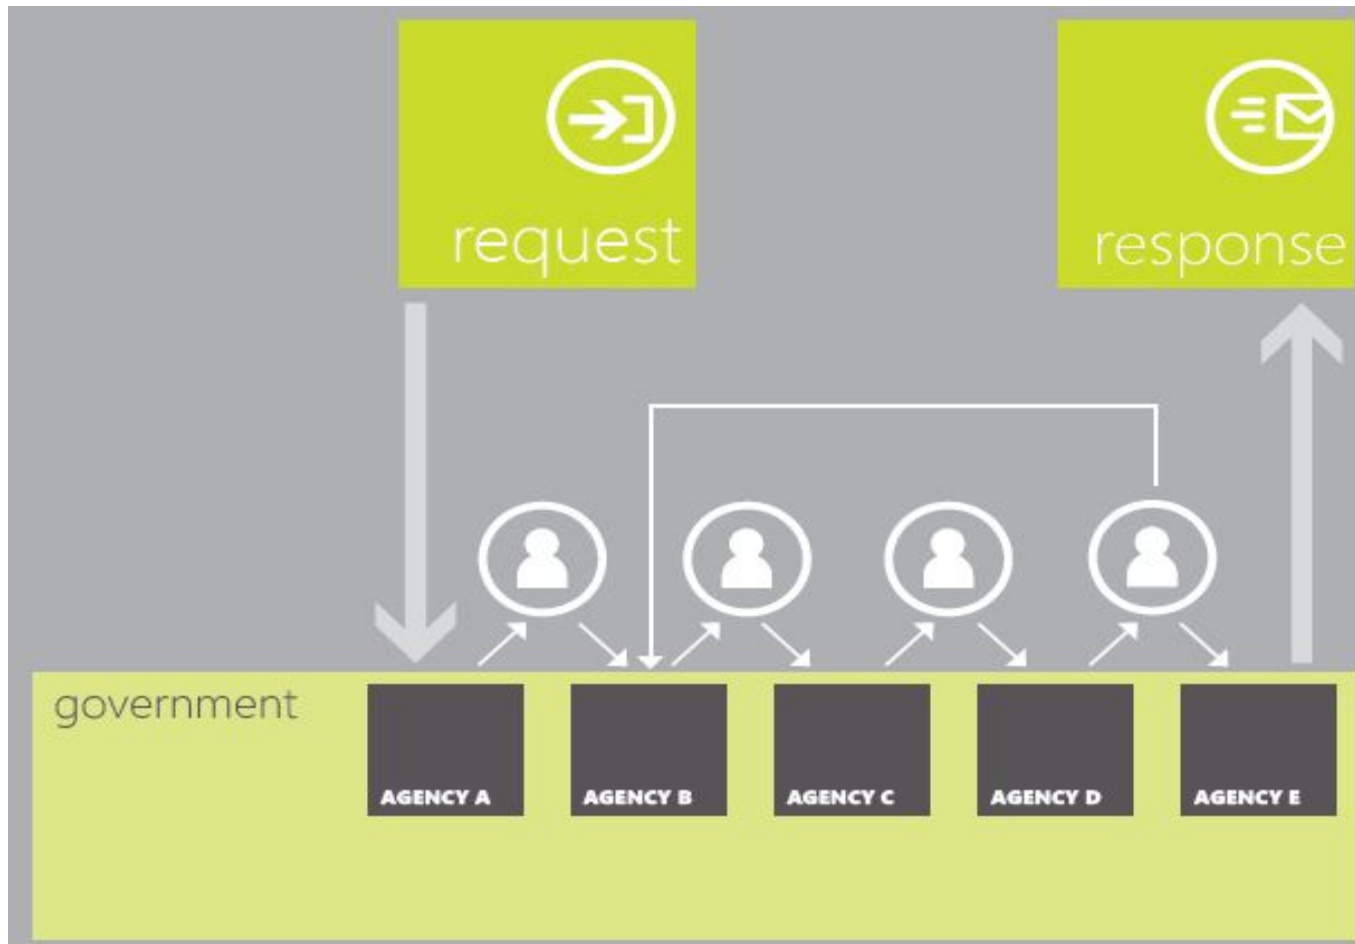 request
response
government
AGENCY A
AGENCY B
AGENCY C
AGENCY D
AGENCY E